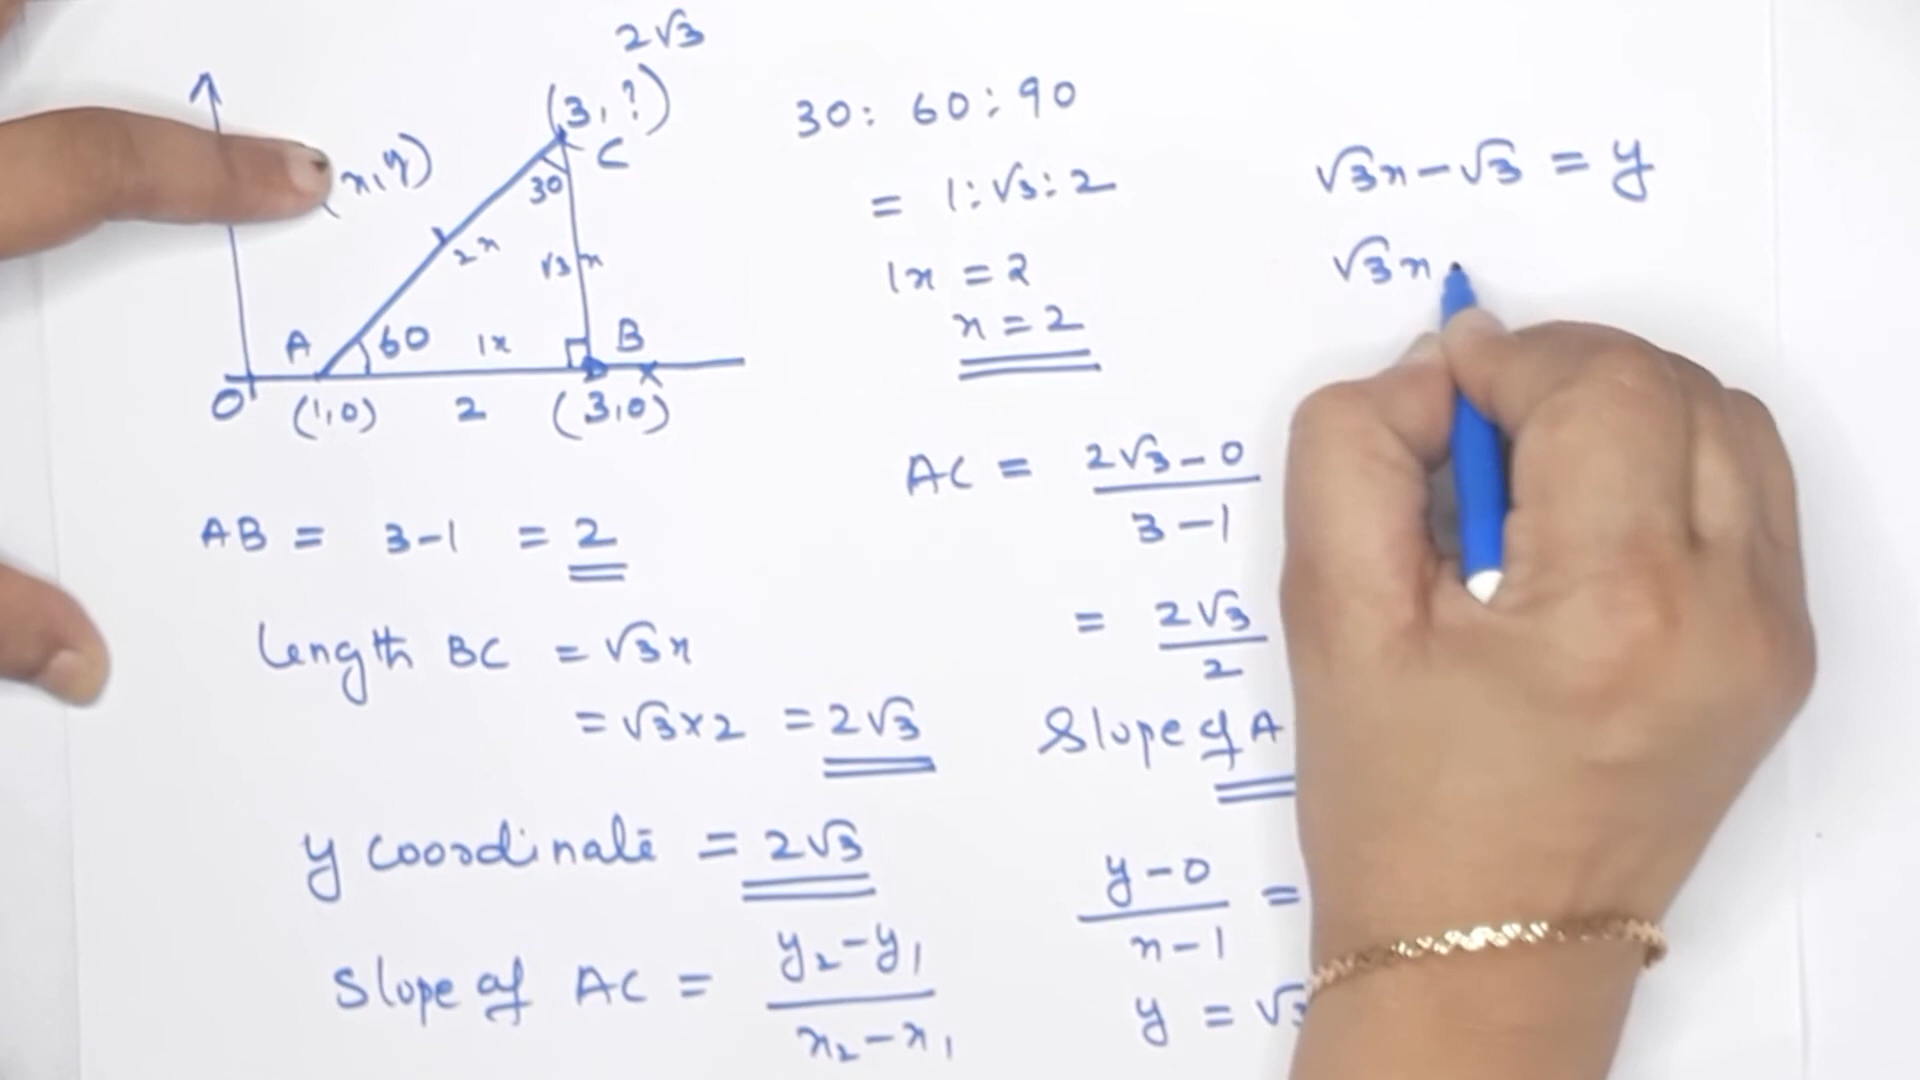 2√3
(3, ?)
C
(x,y)
30
2x
√3x
A
60
1x
B
O
(1,0)
2
(3,0)
x
AB = 3-1 = 2
Length BC = √3x
= √3×2 = 2√3
y coordinate = 2√3
Slope of AC = y₂-y₁
x₂-x₁
30: 60:90
= 1:√3:2
1x = 2
x = 2
AC = 2√3-0
3-1
= 2√3
2
Slope of A
y-0 =
x-1
y = √3
√3x-√3 = y
√3x